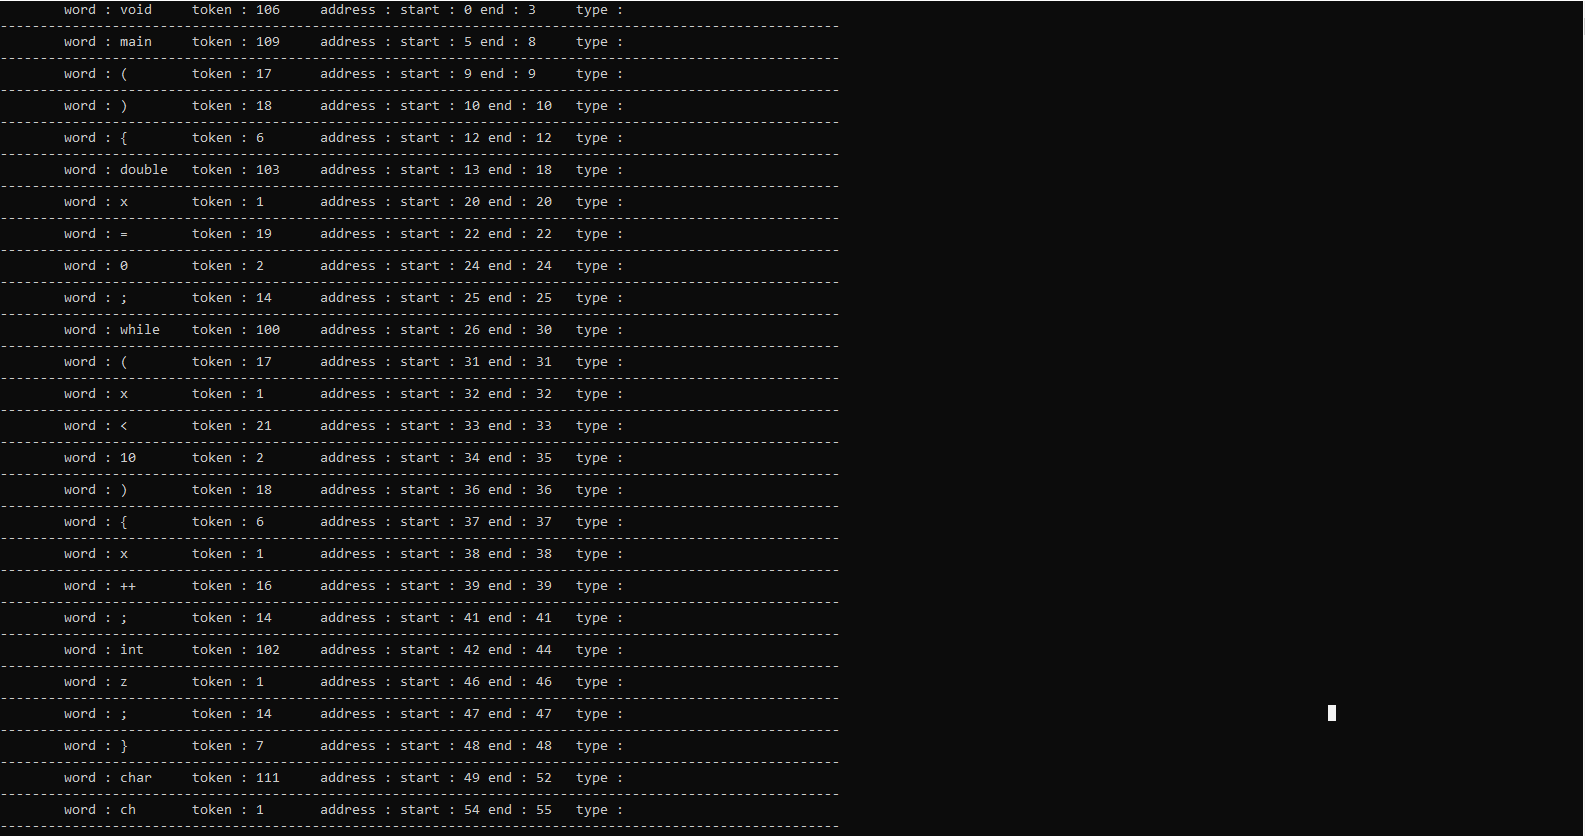 word : void token : 106 address : start : 0 end : 3 type :
--------------------------------------------------------------------------------------------------------
word : main token : 109 address : start : 5 end : 8 type :
--------------------------------------------------------------------------------------------------------
word : ( token : 17 address : start : 9 end : 9 type :
--------------------------------------------------------------------------------------------------------
word : ) token : 18 address : start : 10 end : 10 type :
--------------------------------------------------------------------------------------------------------
word : { token : 6 address : start : 12 end : 12 type :
--------------------------------------------------------------------------------------------------------
word : double token : 103 address : start : 13 end : 18 type :
--------------------------------------------------------------------------------------------------------
word : x token : 1 address : start : 20 end : 20 type :
--------------------------------------------------------------------------------------------------------
word : = token : 19 address : start : 22 end : 22 type :
--------------------------------------------------------------------------------------------------------
word : 0 token : 2 address : start : 24 end : 24 type :
--------------------------------------------------------------------------------------------------------
word : ; token : 14 address : start : 25 end : 25 type :
--------------------------------------------------------------------------------------------------------
word : while token : 100 address : start : 26 end : 30 type :
--------------------------------------------------------------------------------------------------------
word : ( token : 17 address : start : 31 end : 31 type :
--------------------------------------------------------------------------------------------------------
word : x token : 1 address : start : 32 end : 32 type :
--------------------------------------------------------------------------------------------------------
word : < token : 21 address : start : 33 end : 33 type :
--------------------------------------------------------------------------------------------------------
word : 10 token : 2 address : start : 34 end : 35 type :
--------------------------------------------------------------------------------------------------------
word : ) token : 18 address : start : 36 end : 36 type :
--------------------------------------------------------------------------------------------------------
word : { token : 6 address : start : 37 end : 37 type :
--------------------------------------------------------------------------------------------------------
word : x token : 1 address : start : 38 end : 38 type :
--------------------------------------------------------------------------------------------------------
word : ++ token : 16 address : start : 39 end : 39 type :
--------------------------------------------------------------------------------------------------------
word : ; token : 14 address : start : 41 end : 41 type :
--------------------------------------------------------------------------------------------------------
word : int token : 102 address : start : 42 end : 44 type :
--------------------------------------------------------------------------------------------------------
word : z token : 1 address : start : 46 end : 46 type :
--------------------------------------------------------------------------------------------------------
word : ; token : 14 address : start : 47 end : 47 type :
--------------------------------------------------------------------------------------------------------
word : } token : 7 address : start : 48 end : 48 type :
--------------------------------------------------------------------------------------------------------
word : char token : 111 address : start : 49 end : 52 type :
--------------------------------------------------------------------------------------------------------
word : ch token : 1 address : start : 54 end : 55 type :
--------------------------------------------------------------------------------------------------------